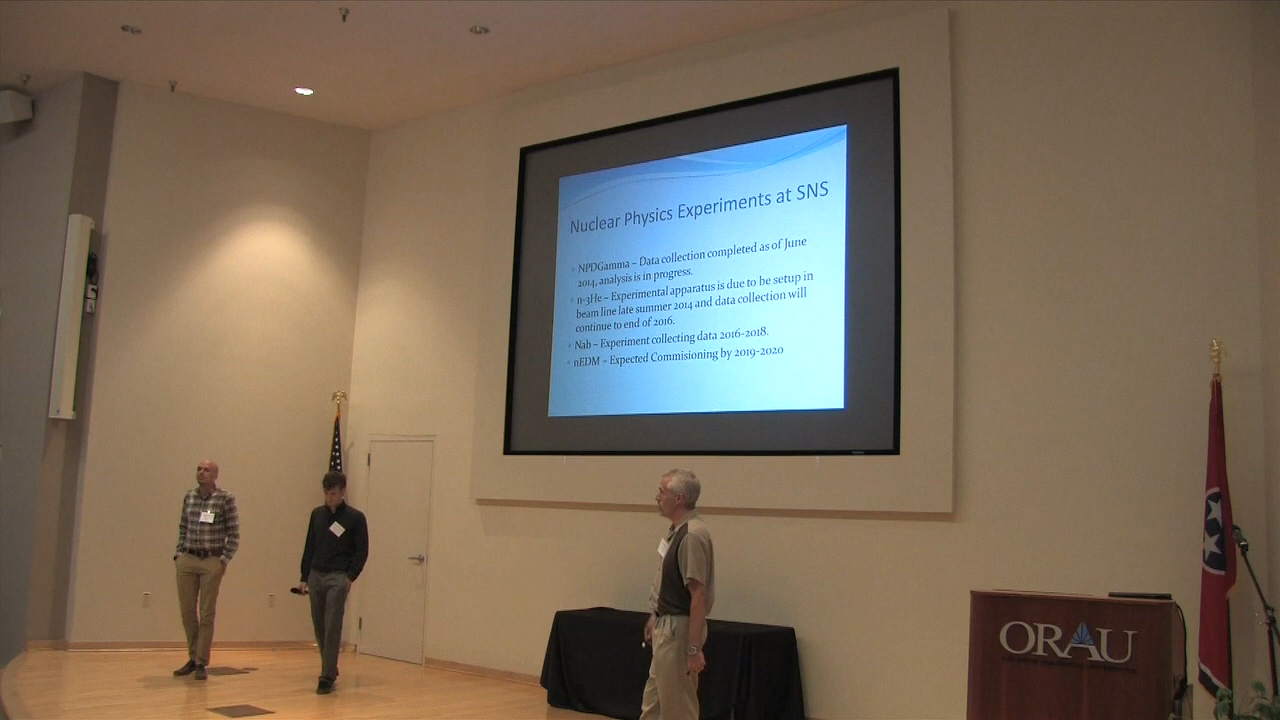 Nuclear Physics Experiments at SNS
NPDGamma – Data collection completed as of June
2014, analysis is in progress.
n-3He – Experimental apparatus is due to be setup in
beam line late summer 2014 and data collection will
continue to end of 2016.
Nab – Experiment collecting data 2016-2018.
nEDM – Expected Commisioning by 2019-2020
ORAU